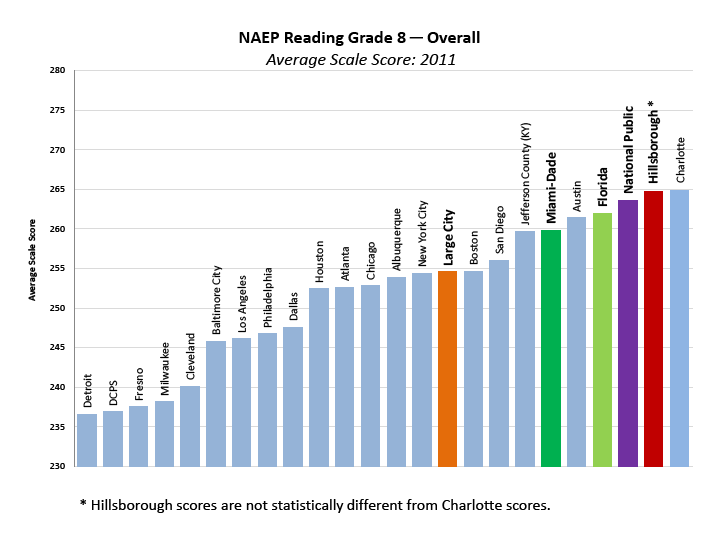 NAEP Reading Grade 8 — Overall
Average Scale Score: 2011
Average Scale Score
280
275
270
265
260
255
250
245
240
235
230
Detroit
DCPS
Fresno
Milwaukee
Cleveland
Baltimore City
Los Angeles
Philadelphia
Dallas
Houston
Atlanta
Chicago
Albuquerque
New York City
Large City
Boston
San Diego
Jefferson County (KY)
Miami-Dade
Austin
Florida
National Public
Hillsborough *
Charlotte
* Hillsborough scores are not statistically different from Charlotte scores.